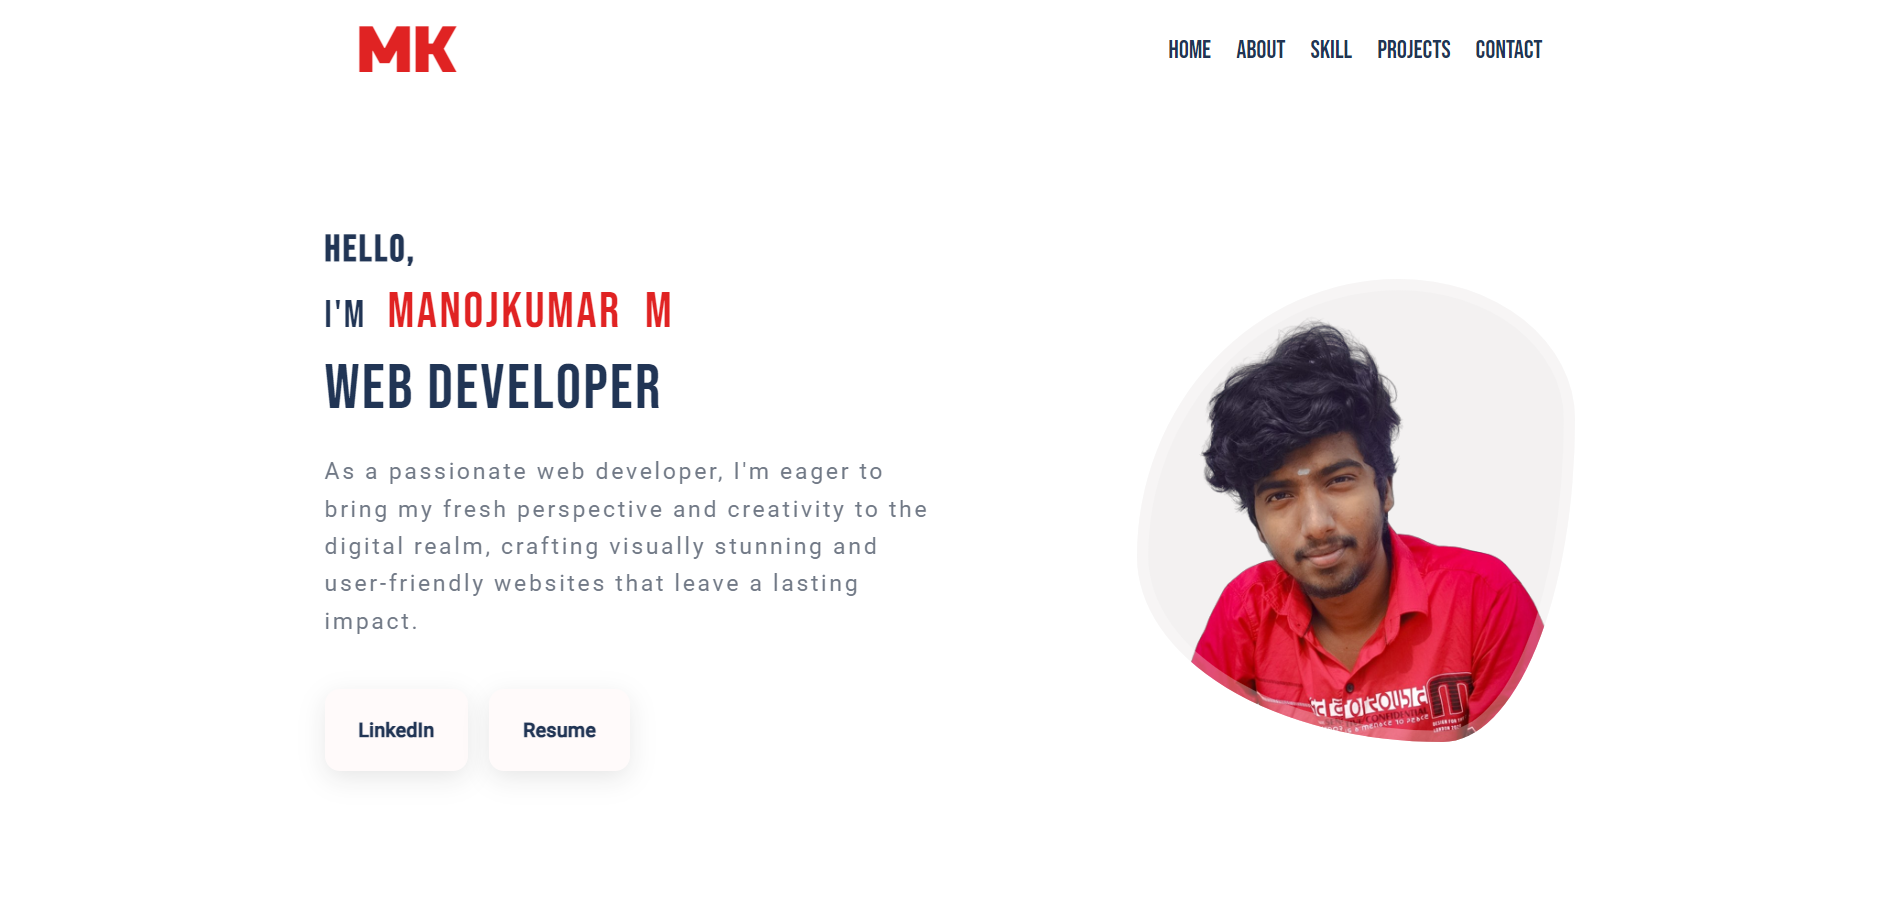 MK
HOME ABOUT SKILL PROJECTS CONTACT
HELLO,
I'M MANOJKUMAR M
WEB DEVELOPER
As a passionate web developer, I'm eager to
bring my fresh perspective and creativity to the
digital realm, crafting visually stunning and
user-friendly websites that leave a lasting
impact.
LinkedIn Resume
CONFIDENTIAL